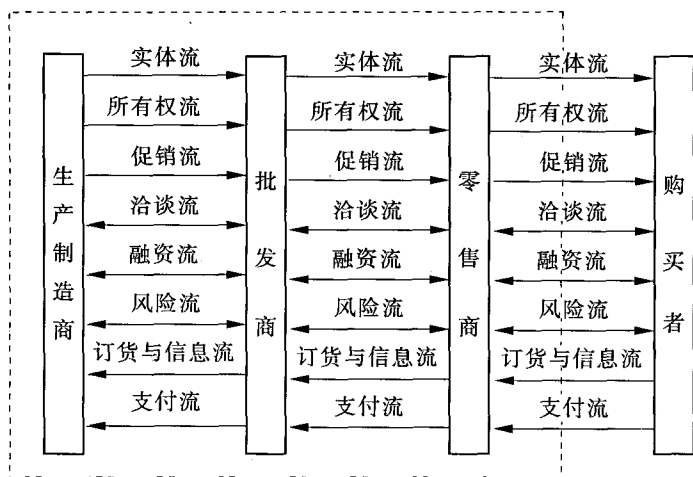 实体流 实体流 实体流
所有权流 所有权流 所有权流
促销流 促销流 促销流
洽谈流 洽谈流 洽谈流
融资流 融资流 融资流
风险流 风险流 风险流
订货与信息流 订货与信息流 订货与信息流
支付流 支付流 支付流
生产制造商
批发商
零售商
购买者